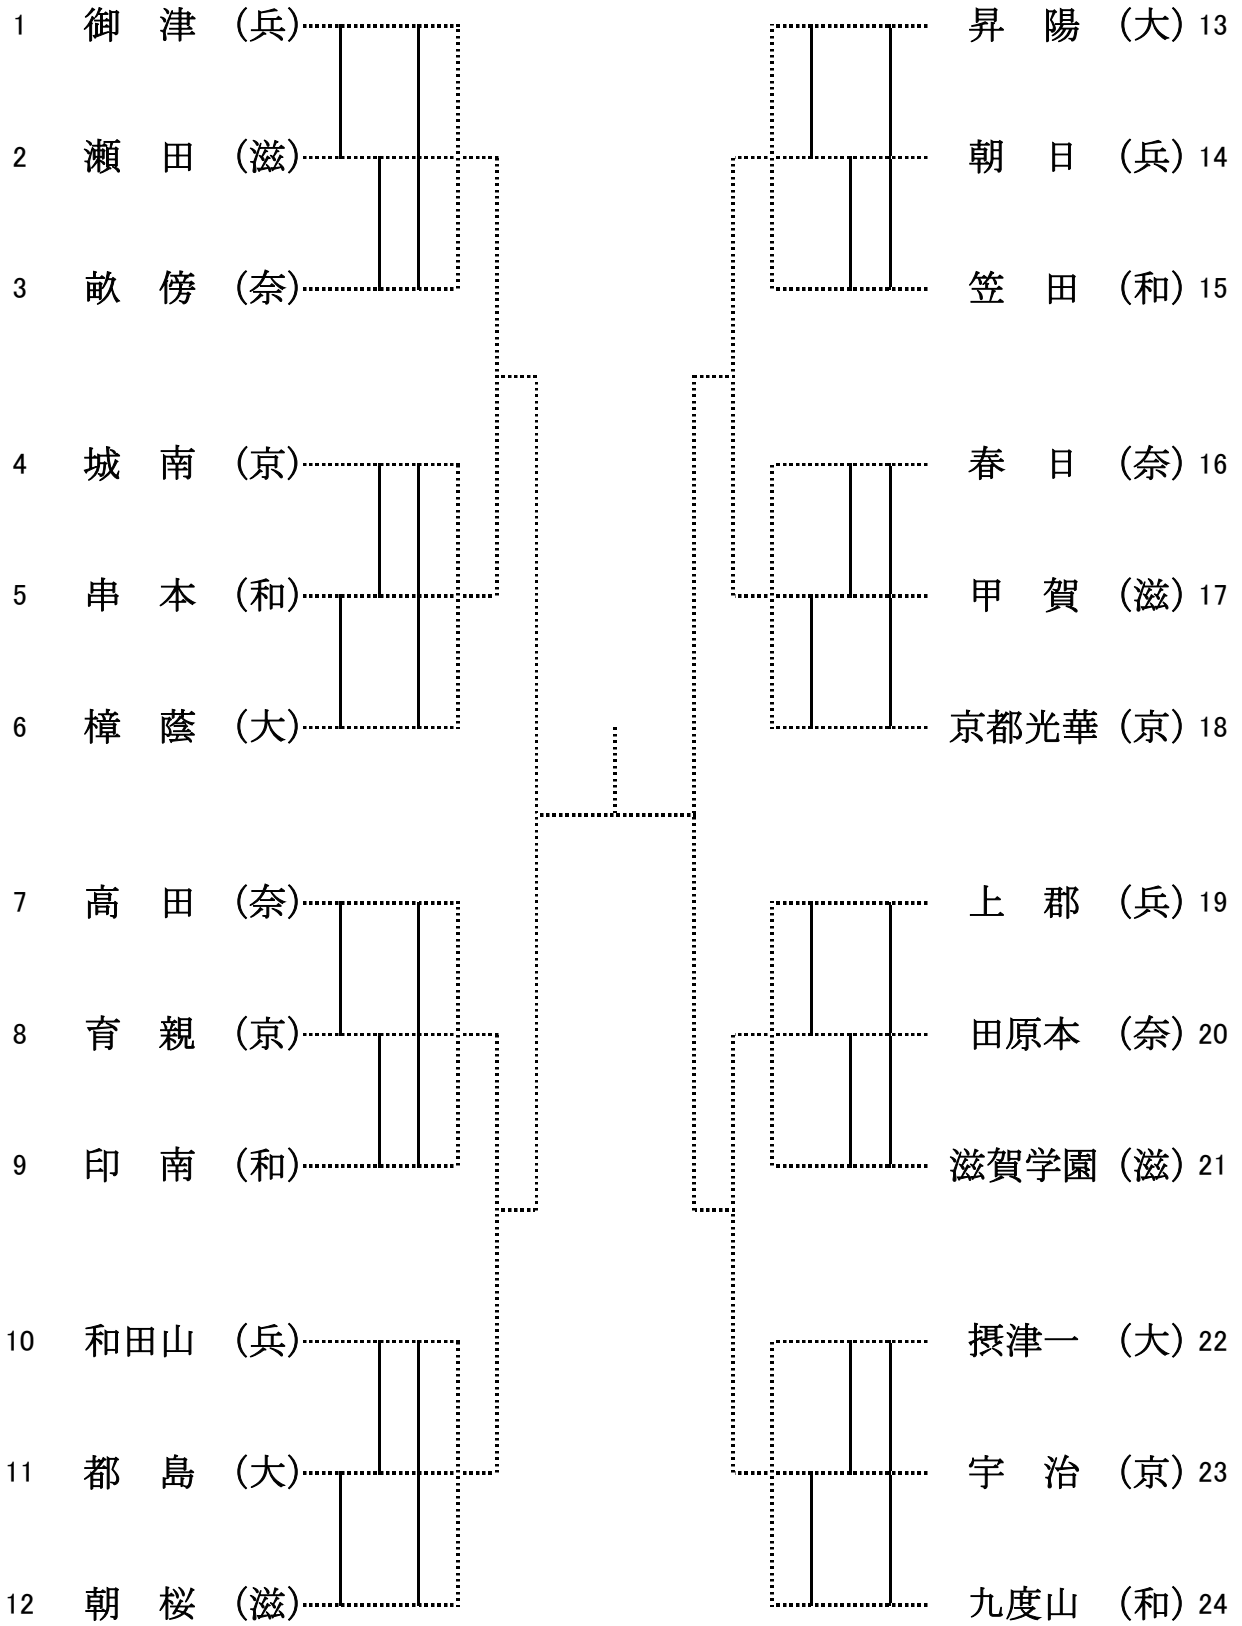 1 御津 (兵)
2 瀬田 (滋)
3 畝傍 (奈)
4 城南 (京)
5 串本 (和)
6 樟蔭 (大)
7 高田 (奈)
8 育親 (京)
9 印南 (和)
10 和田山 (兵)
11 都島 (大)
12 朝桜 (滋)
昇陽 (大) 13
朝日 (兵) 14
笠田 (和) 15
春日 (奈) 16
甲賀 (滋) 17
京都光華 (京) 18
上郡 (兵) 19
田原本 (奈) 20
滋賀学園 (滋) 21
摂津一 (大) 22
宇治 (京) 23
九度山 (和) 24